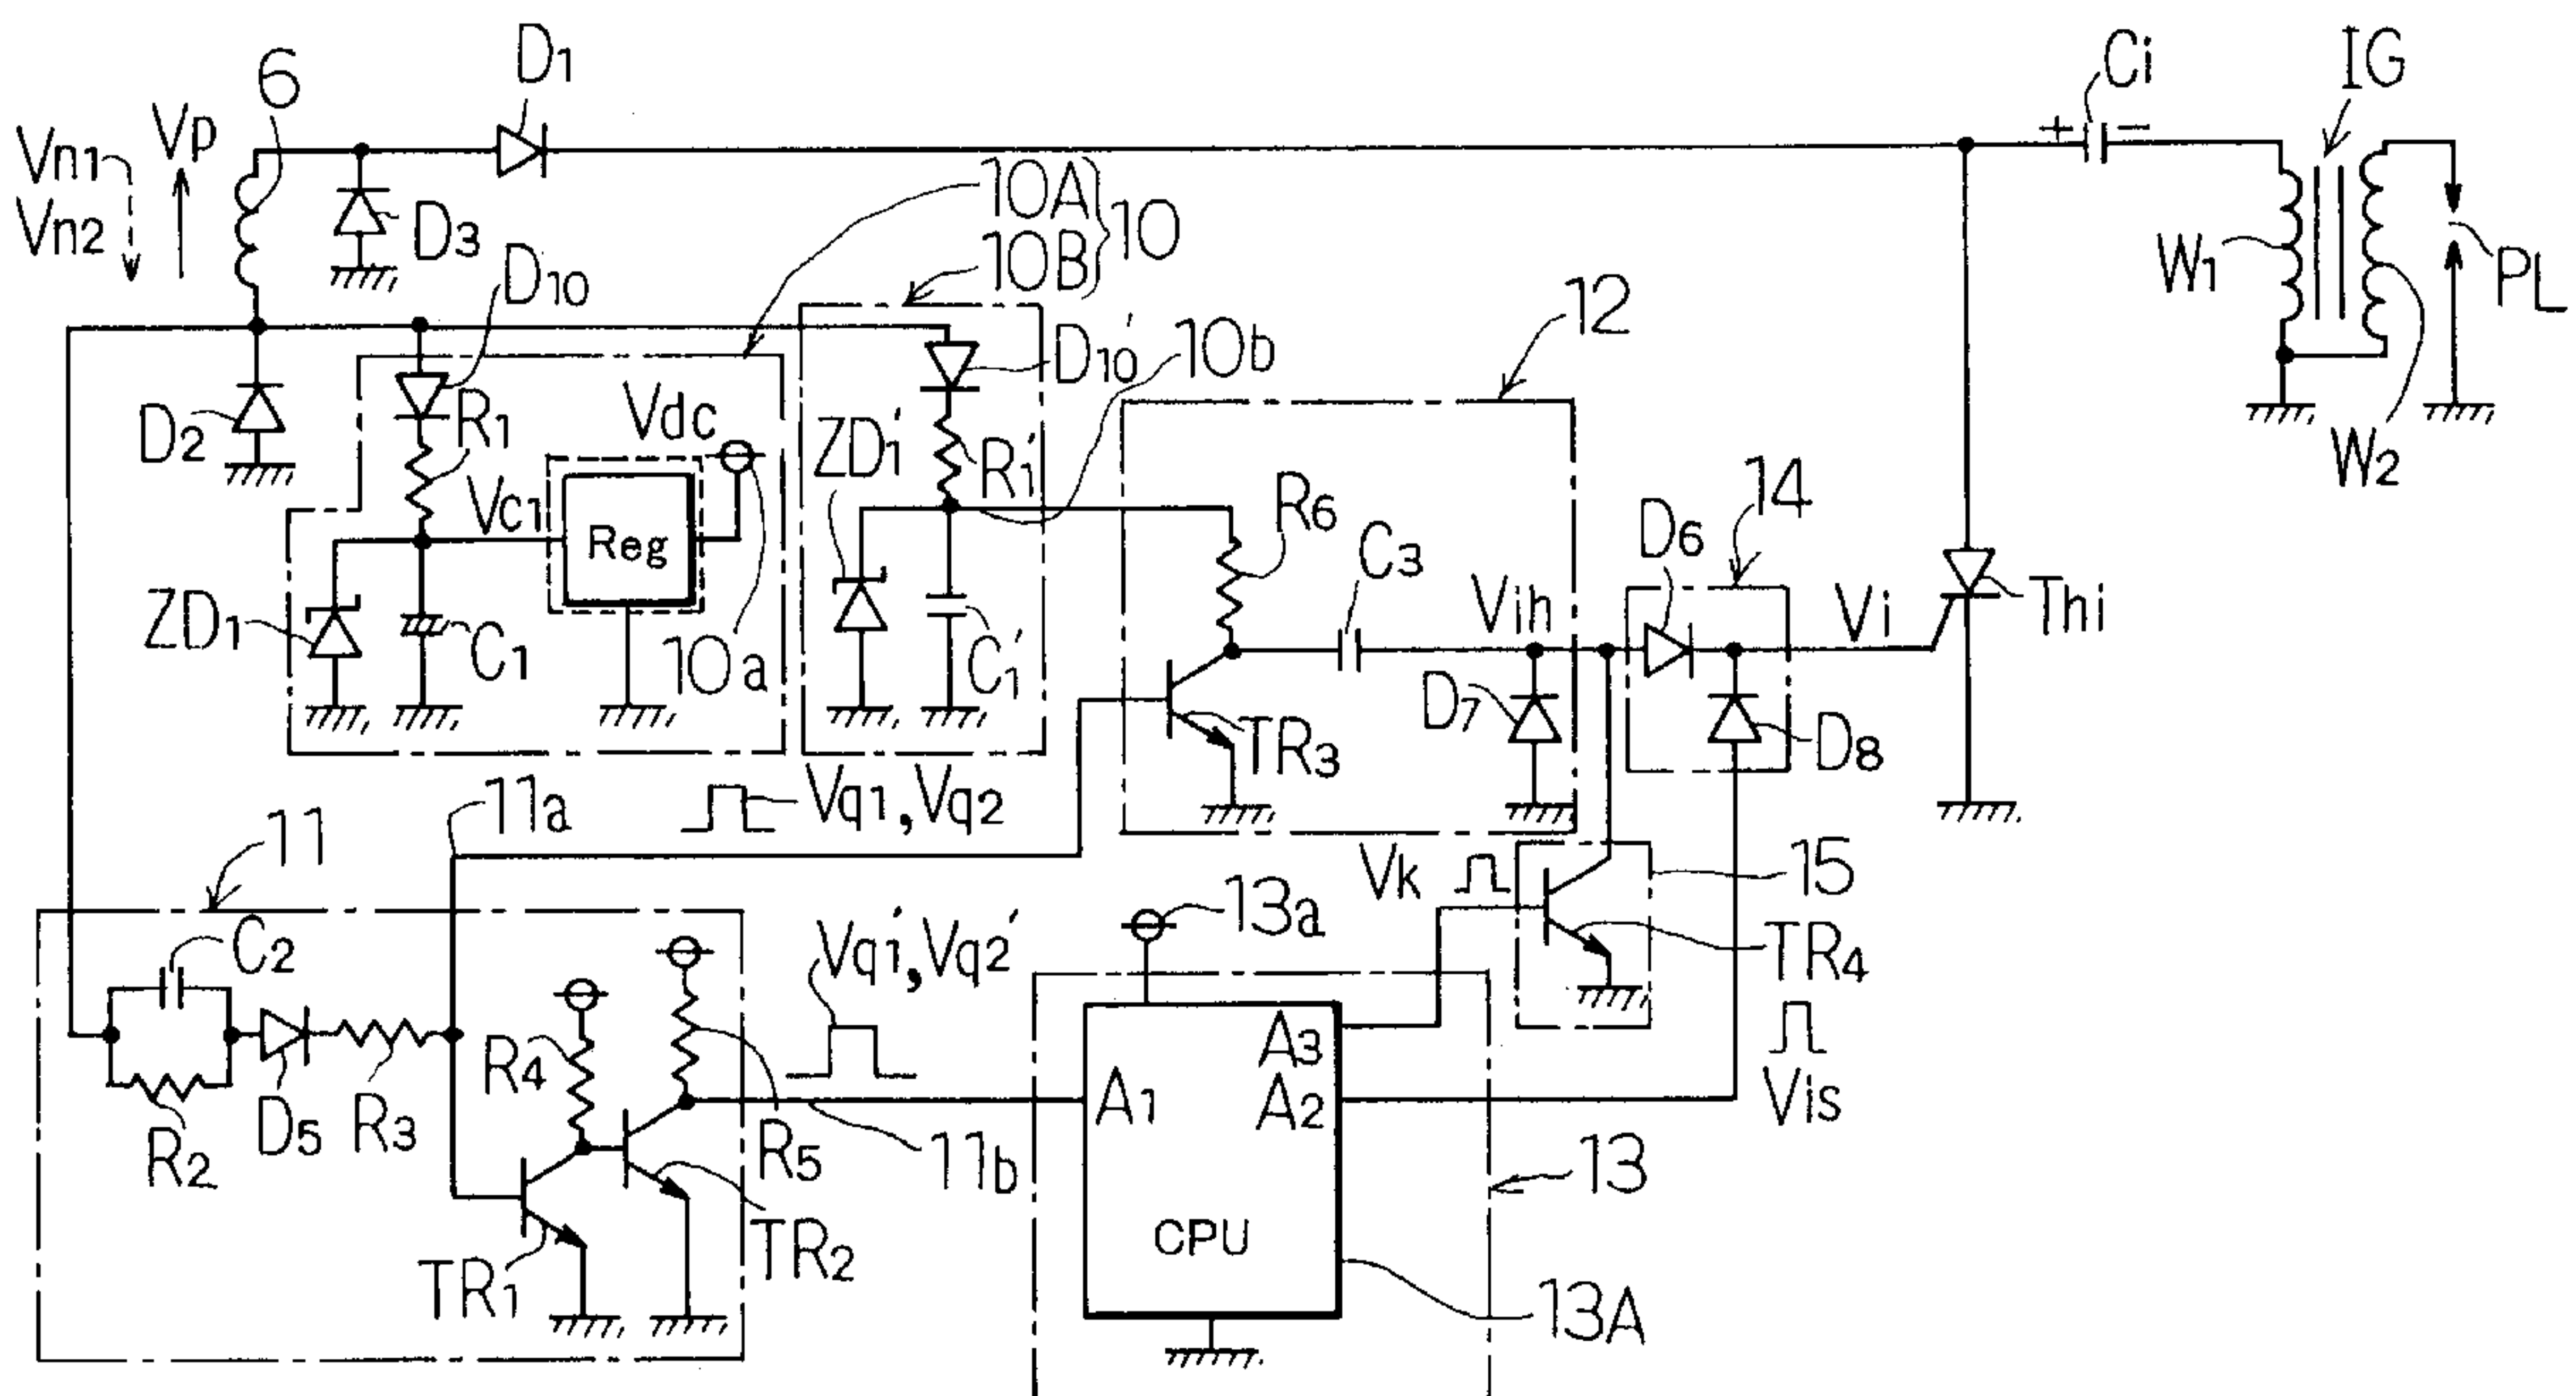 D1
Ci
IG
6
Vp
Vn1
Vn2
+
−
10A
10B
10
D3
D10
W1
PL
12
D10'
10b
D2
R1
Vdc
ZD1'
R1'
W2
Vc1
Reg
R6
C3
D6
14
ZD1
C1
10a
C1'
Vih
Vi
Thi
D7
D8
TR3
11a
Vq1,Vq2
11
Vk
15
C2
Vq1',Vq2'
13a
TR4
R4
A3
A1
A2
Vis
R2
D5
R3
R5
11b
13
TR1
TR2
CPU
13A